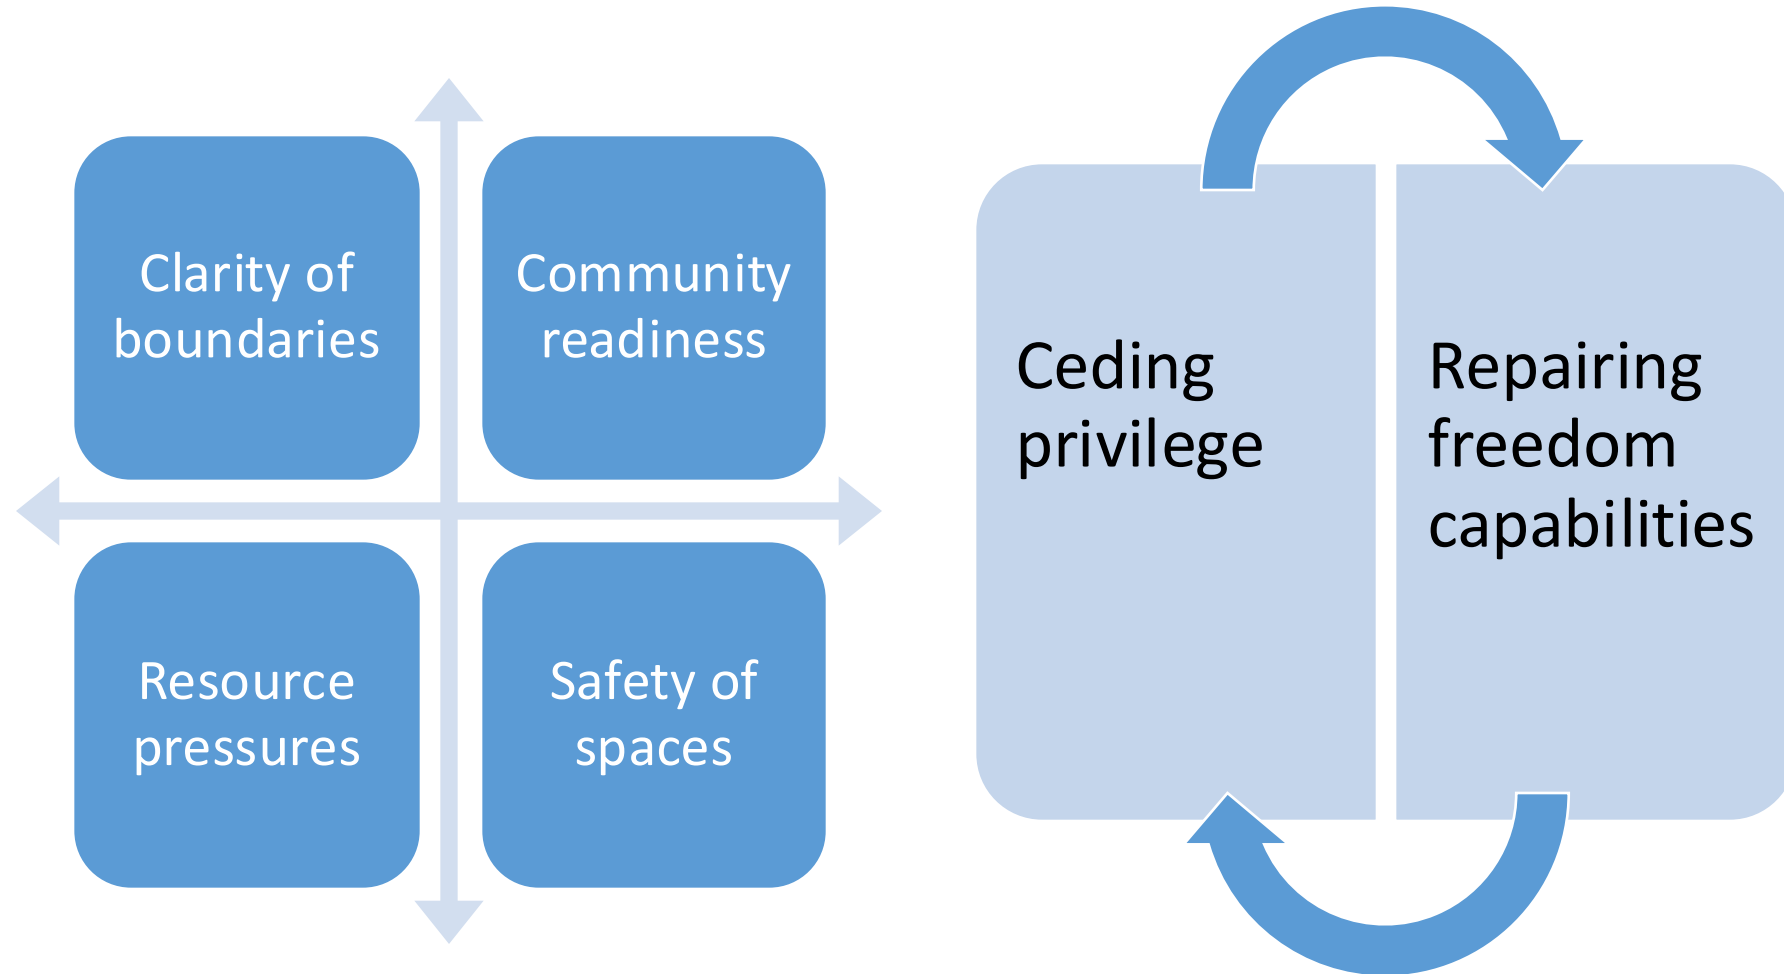 Clarity of
boundaries
Community
readiness
Resource
pressures
Safety of
spaces
Ceding
privilege
Repairing
freedom
capabilities